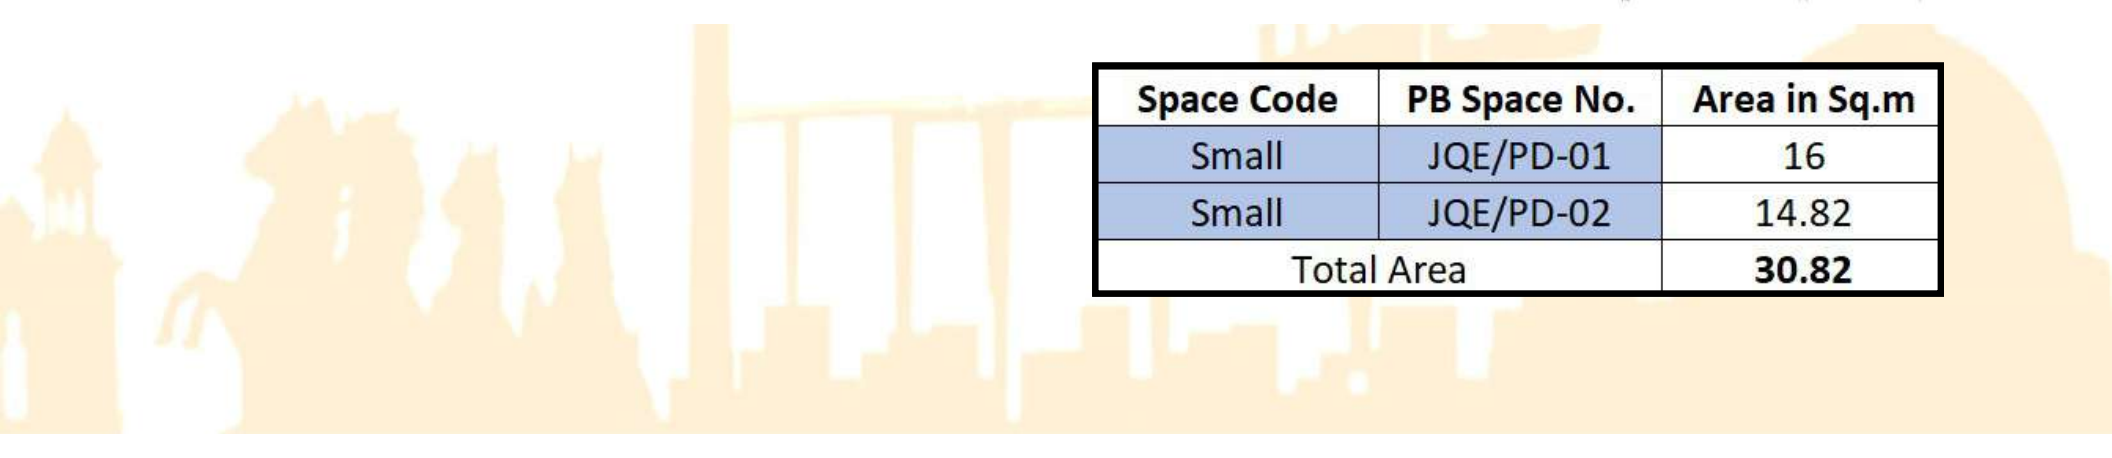 Space Code PB Space No. Area in Sq.m
Small JQE/PD-01 16
Small JQE/PD-02 14.82
Total Area 30.82